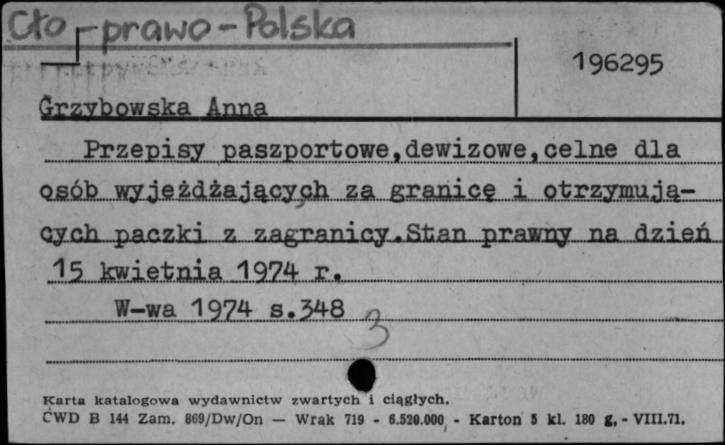 Cło - prawo - Polska
196295
Grzybowska Anna
Przepisy paszportowe,dewizowe,celne dla
osób wyjeżdżających za granicę i otrzymują-
cych paczki z zagranicy.Stan prawny na dzień
15 kwietnia 1974 r.
W-wa 1974 s.348
3
Karta katalogowa wydawnictw zwartych i ciągłych.
CWD B 144 Zam. 869/Dw/On — Wrak 719 - 6.520.000 - Karton 5 kl. 180 g. - VIII.71.